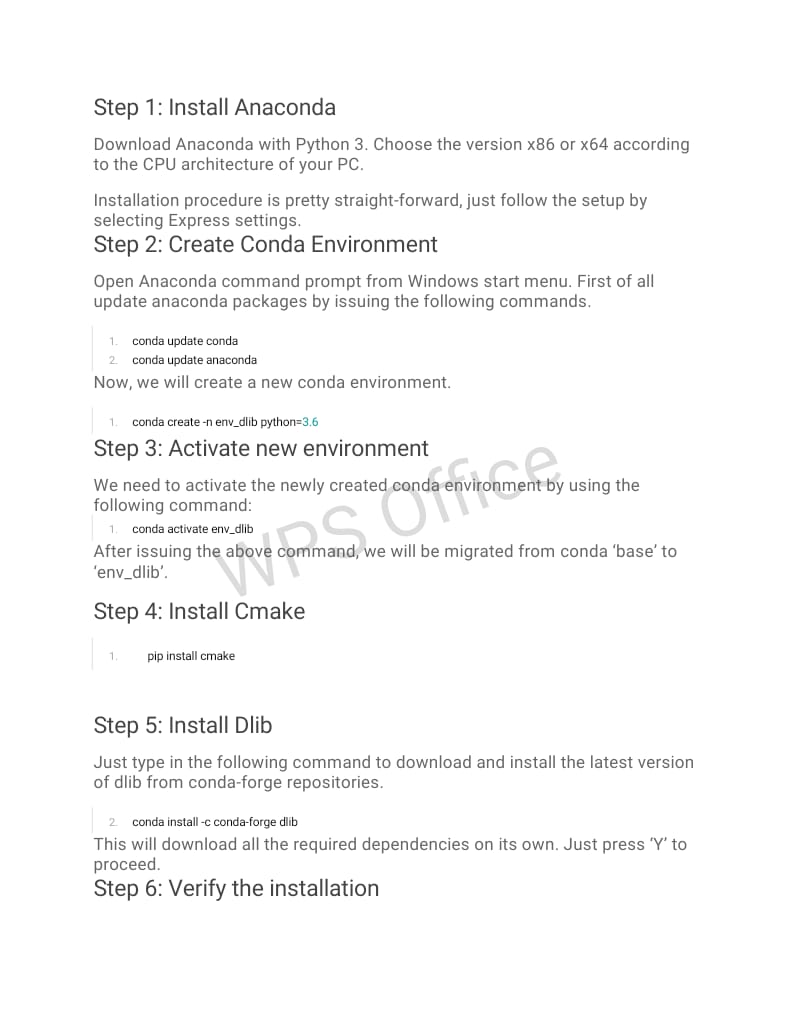 Step 1: Install Anaconda
Download Anaconda with Python 3. Choose the version x86 or x64 according
to the CPU architecture of your PC.
Installation procedure is pretty straight-forward, just follow the setup by
selecting Express settings.
Step 2: Create Conda Environment
Open Anaconda command prompt from Windows start menu. First of all
update anaconda packages by issuing the following commands.
1. conda update conda
2. conda update anaconda
Now, we will create a new conda environment.
1. conda create -n env_dlib python=3.6
Step 3: Activate new environment
We need to activate the newly created conda environment by using the
following command:
1. conda activate env_dlib
After issuing the above command, we will be migrated from conda ‘base’ to
‘env_dlib’.
WPS Office
Step 4: Install Cmake
1. pip install cmake
Step 5: Install Dlib
Just type in the following command to download and install the latest version
of dlib from conda-forge repositories.
2. conda install -c conda-forge dlib
This will download all the required dependencies on its own. Just press ‘Y’ to
proceed.
Step 6: Verify the installation